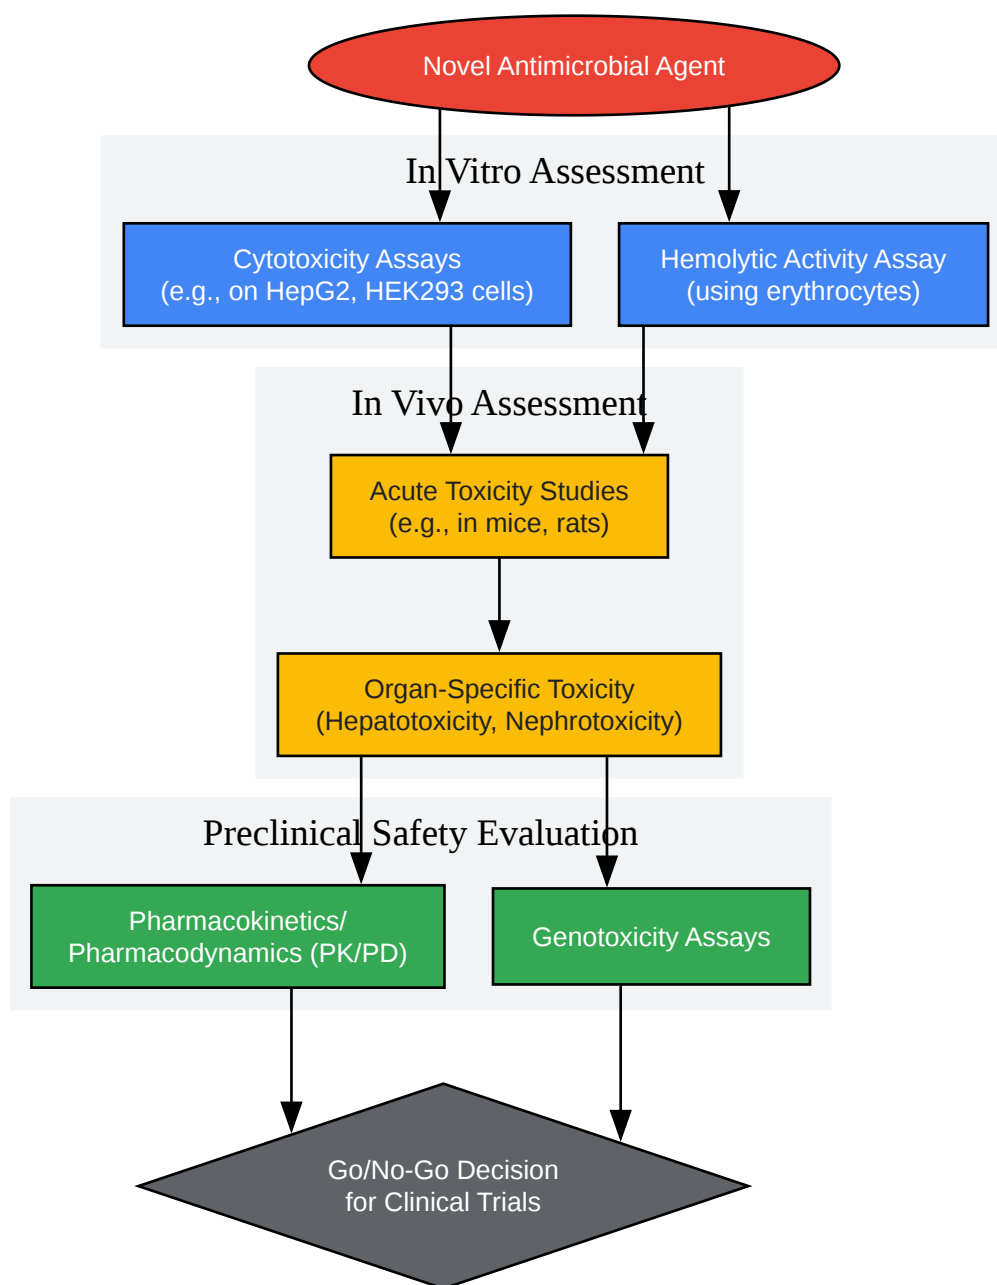 Novel Antimicrobial Agent
In Vitro Assessment
Cytotoxicity Assays
(e.g., on HepG2, HEK293 cells)
Hemolytic Activity Assay
(using erythrocytes)
In Vivo Assessment
Acute Toxicity Studies
(e.g., in mice, rats)
Organ-Specific Toxicity
(Hepatotoxicity, Nephrotoxicity)
Preclinical Safety Evaluation
Pharmacokinetics/
Pharmacodynamics (PK/PD)
Genotoxicity Assays
Go/No-Go Decision
for Clinical Trials